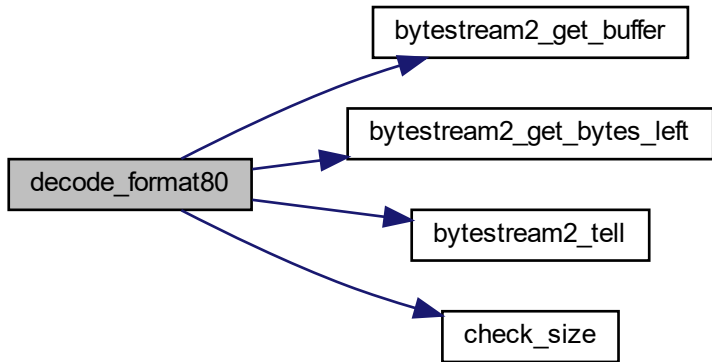 bytestream2_get_buffer
bytestream2_get_bytes_left
decode_format80
bytestream2_tell
check_size